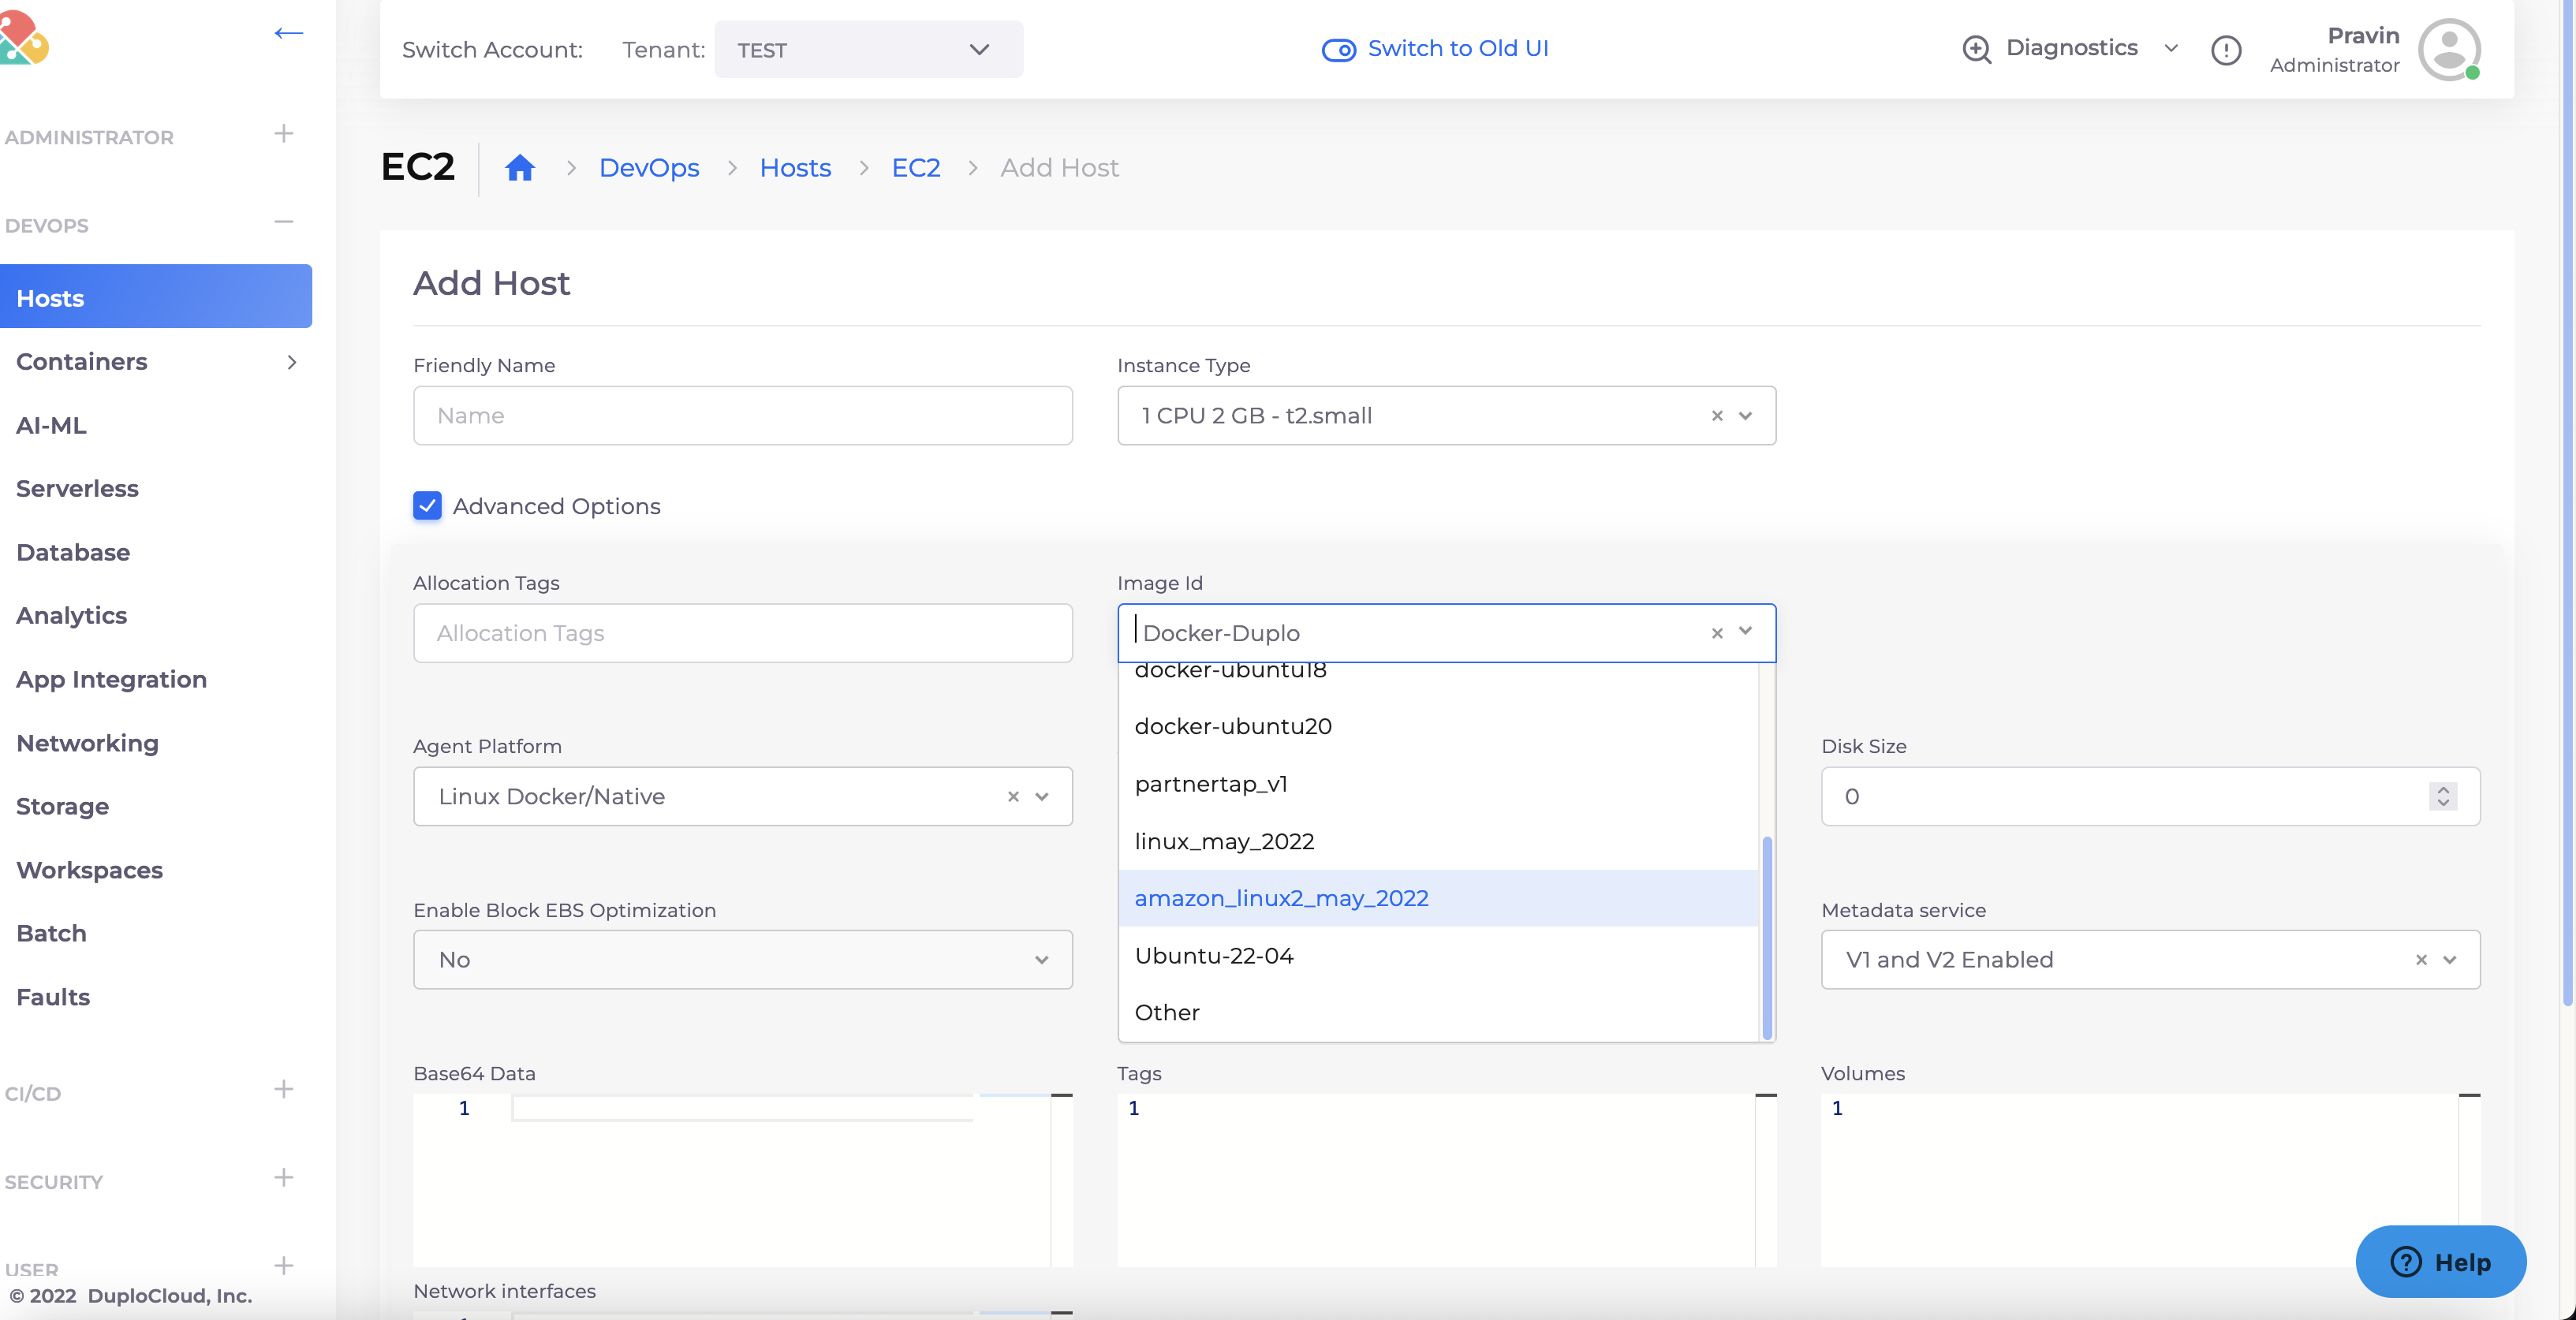 Switch Account: Tenant: TEST
Switch to Old UI
Diagnostics
Pravin
Administrator
ADMINISTRATOR
DEVOPS
Hosts
Containers
AI-ML
Serverless
Database
Analytics
App Integration
Networking
Storage
Workspaces
Batch
Faults
CI/CD
SECURITY
USER
© 2022 DuploCloud, Inc.
EC2 DevOps Hosts EC2 Add Host
Add Host
Friendly Name
Name
Instance Type
1 CPU 2 GB - t2.small
Advanced Options
Allocation Tags
Allocation Tags
Image Id
Docker-Duplo
docker-ubuntu18
docker-ubuntu20
partnertap_v1
linux_may_2022
amazon_linux2_may_2022
Ubuntu-22-04
Other
Agent Platform
Linux Docker/Native
Disk Size
0
Enable Block EBS Optimization
No
Metadata service
V1 and V2 Enabled
Base64 Data
1
Tags
1
Volumes
1
Network interfaces
Help